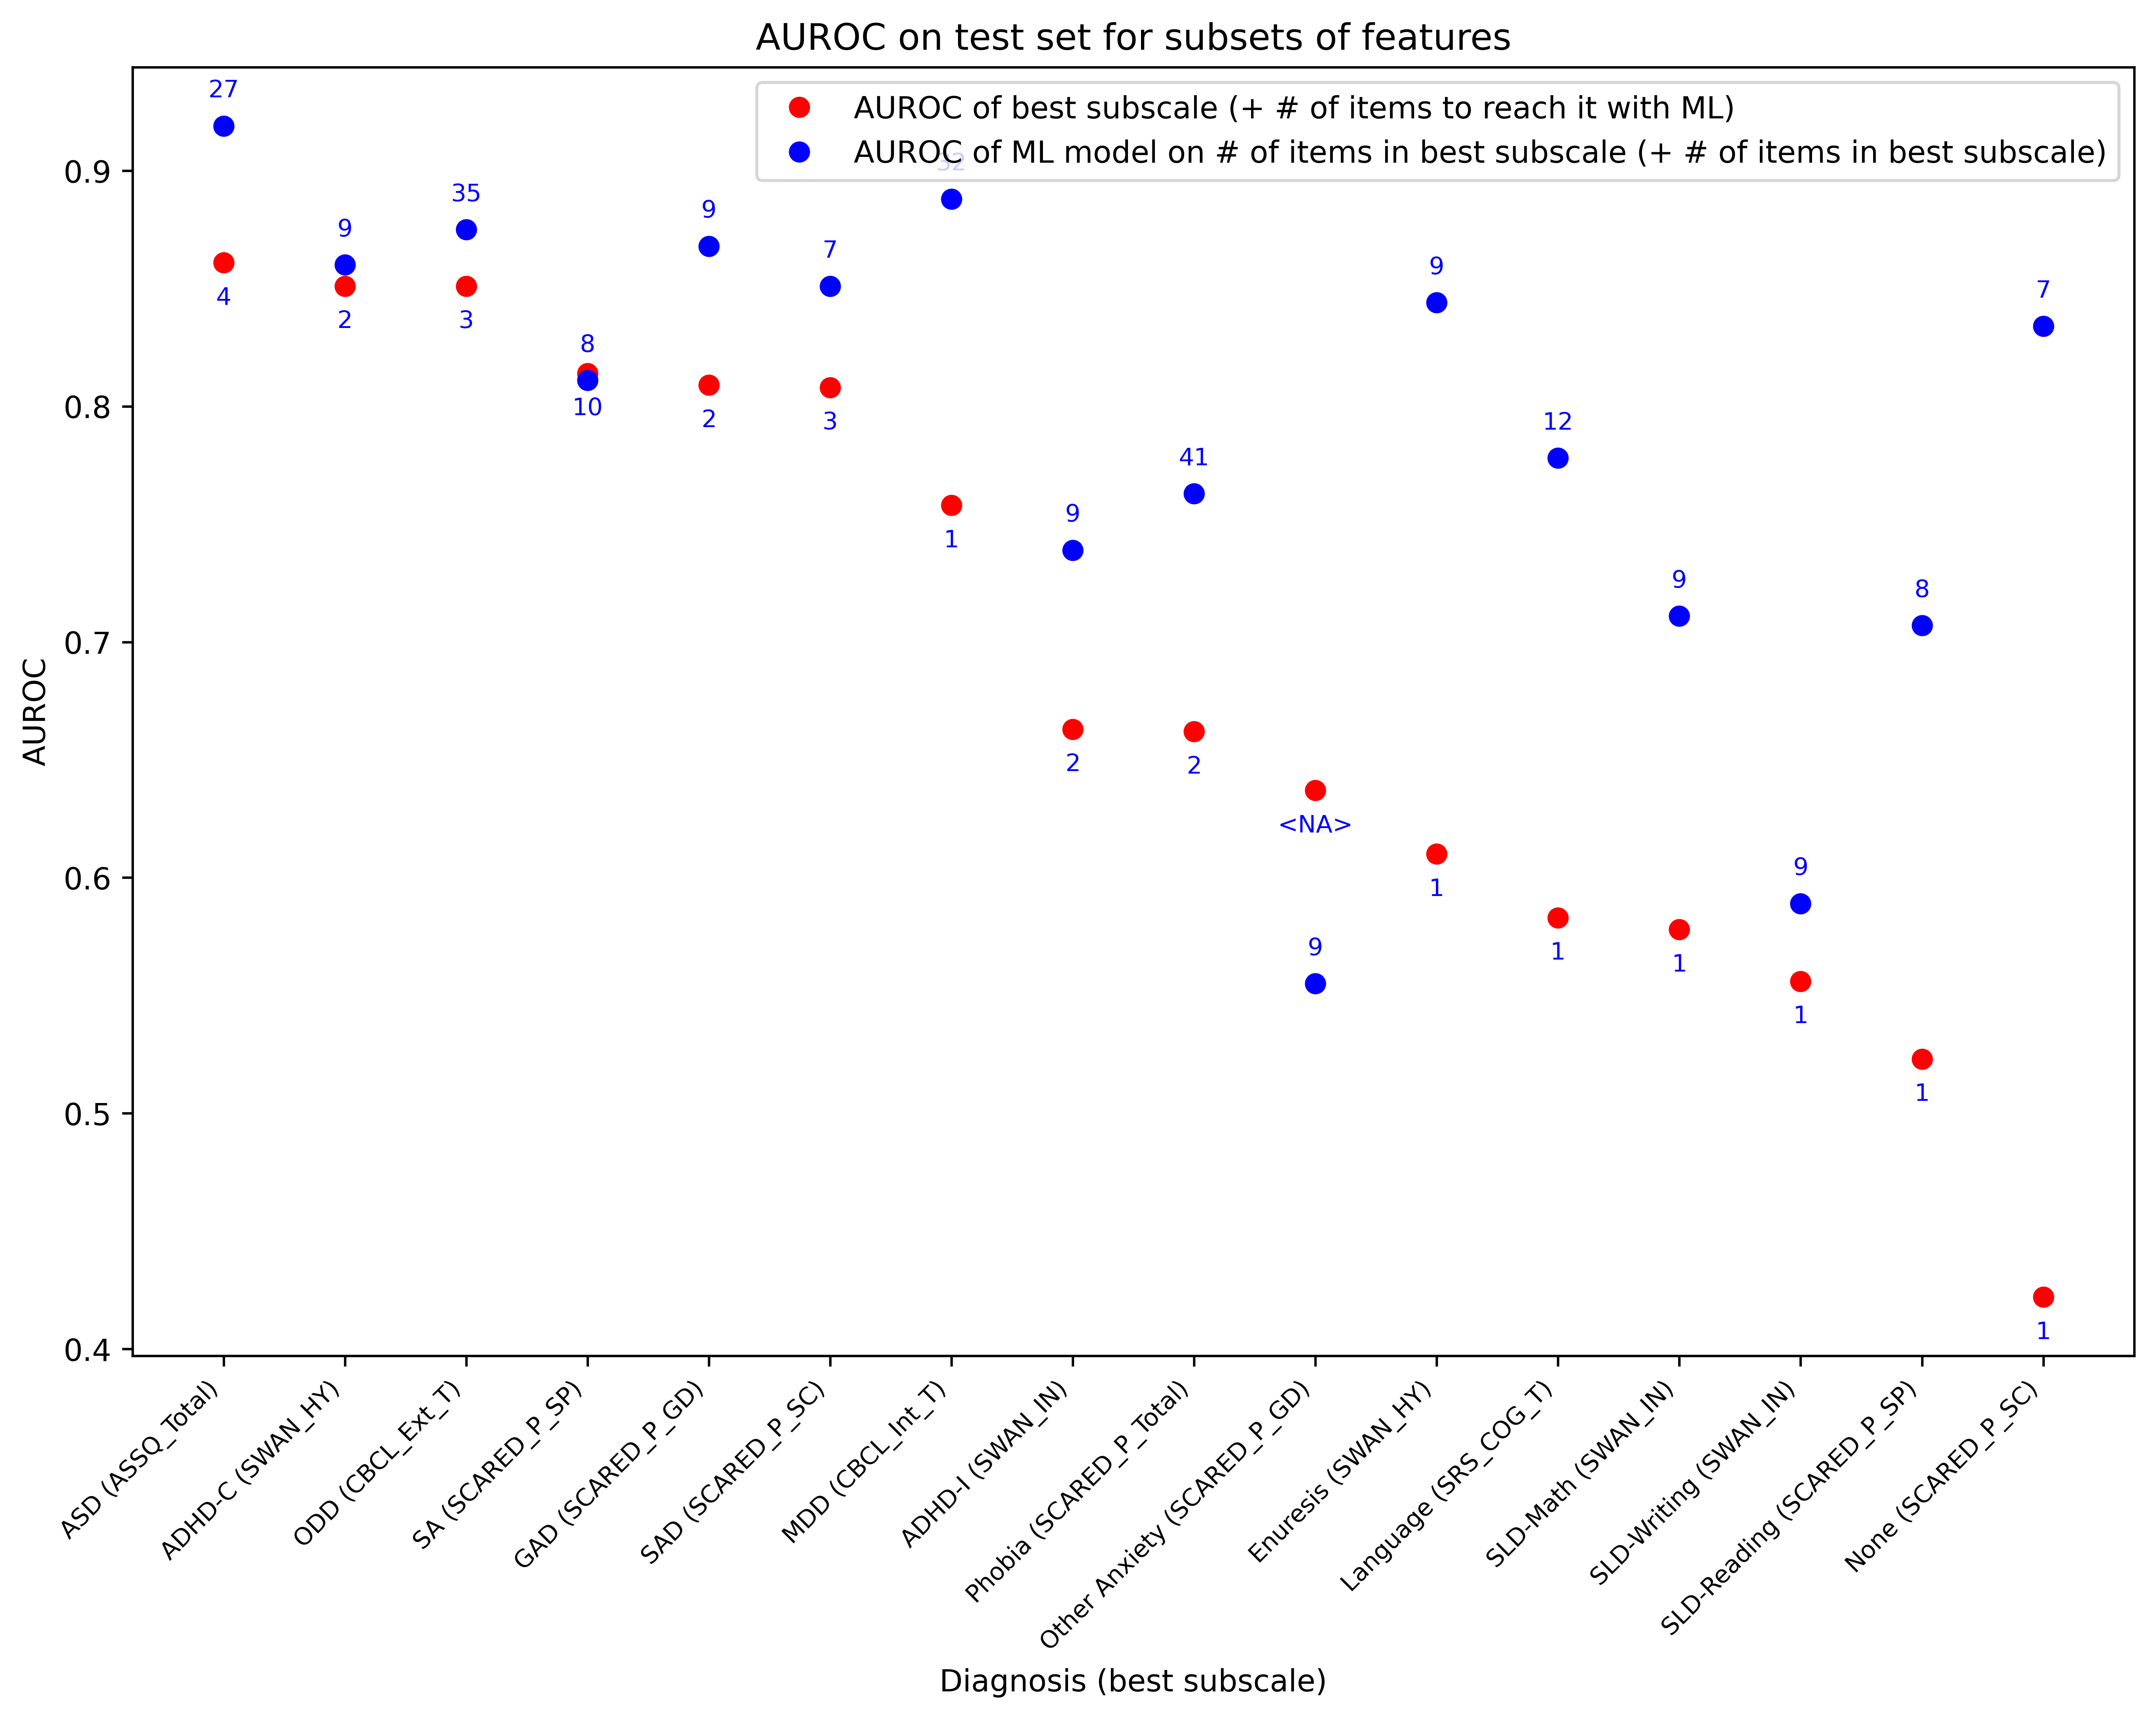 AUROC on test set for subsets of features
AUROC of best subscale (+ # of items to reach it with ML)
AUROC of ML model on # of items in best subscale (+ # of items in best subscale)
AUROC
0.9
0.8
0.7
0.6
0.5
0.4
27
4
9
2
35
3
8
10
9
2
7
3
32
1
9
2
41
2
<NA>
9
9
1
12
1
9
1
9
1
8
1
7
1
ASD (ASSQ_Total)
ADHD-C (SWAN_HY)
ODD (CBCL_Ext_T)
SA (SCARED_P_SP)
GAD (SCARED_P_GD)
SAD (SCARED_P_SC)
MDD (CBCL_Int_T)
ADHD-I (SWAN_IN)
Phobia (SCARED_P_Total)
Other Anxiety (SCARED_P_GD)
Enuresis (SWAN_HY)
Language (SRS_COG_T)
SLD-Math (SWAN_IN)
SLD-Writing (SWAN_IN)
SLD-Reading (SCARED_P_SP)
None (SCARED_P_SC)
Diagnosis (best subscale)